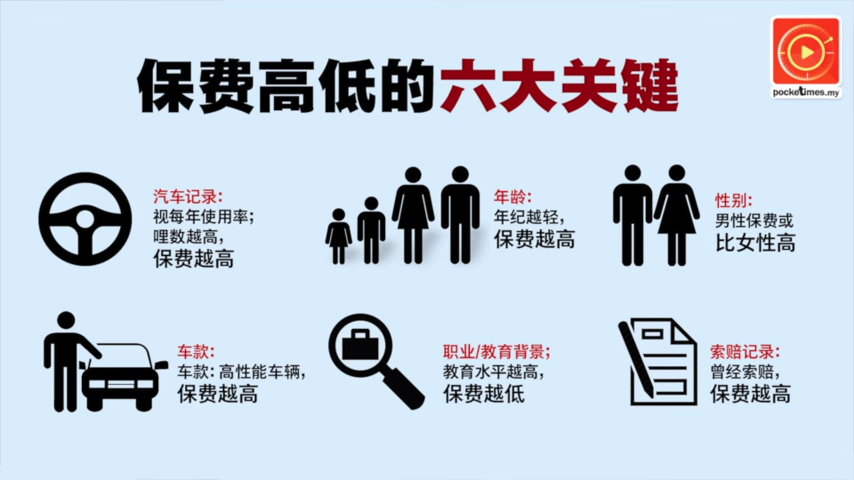 保费高低的六大关键
pocketimes.my
汽车记录：
视每年使用率；
哩数越高，
保费越高
年龄：
年纪越轻，
保费越高
性别：
男性保费或
比女性高
车款：
车款：高性能车辆，
保费越高
职业/教育背景；
教育水平越高，
保费越低
索赔记录：
曾经索赔，
保费越高